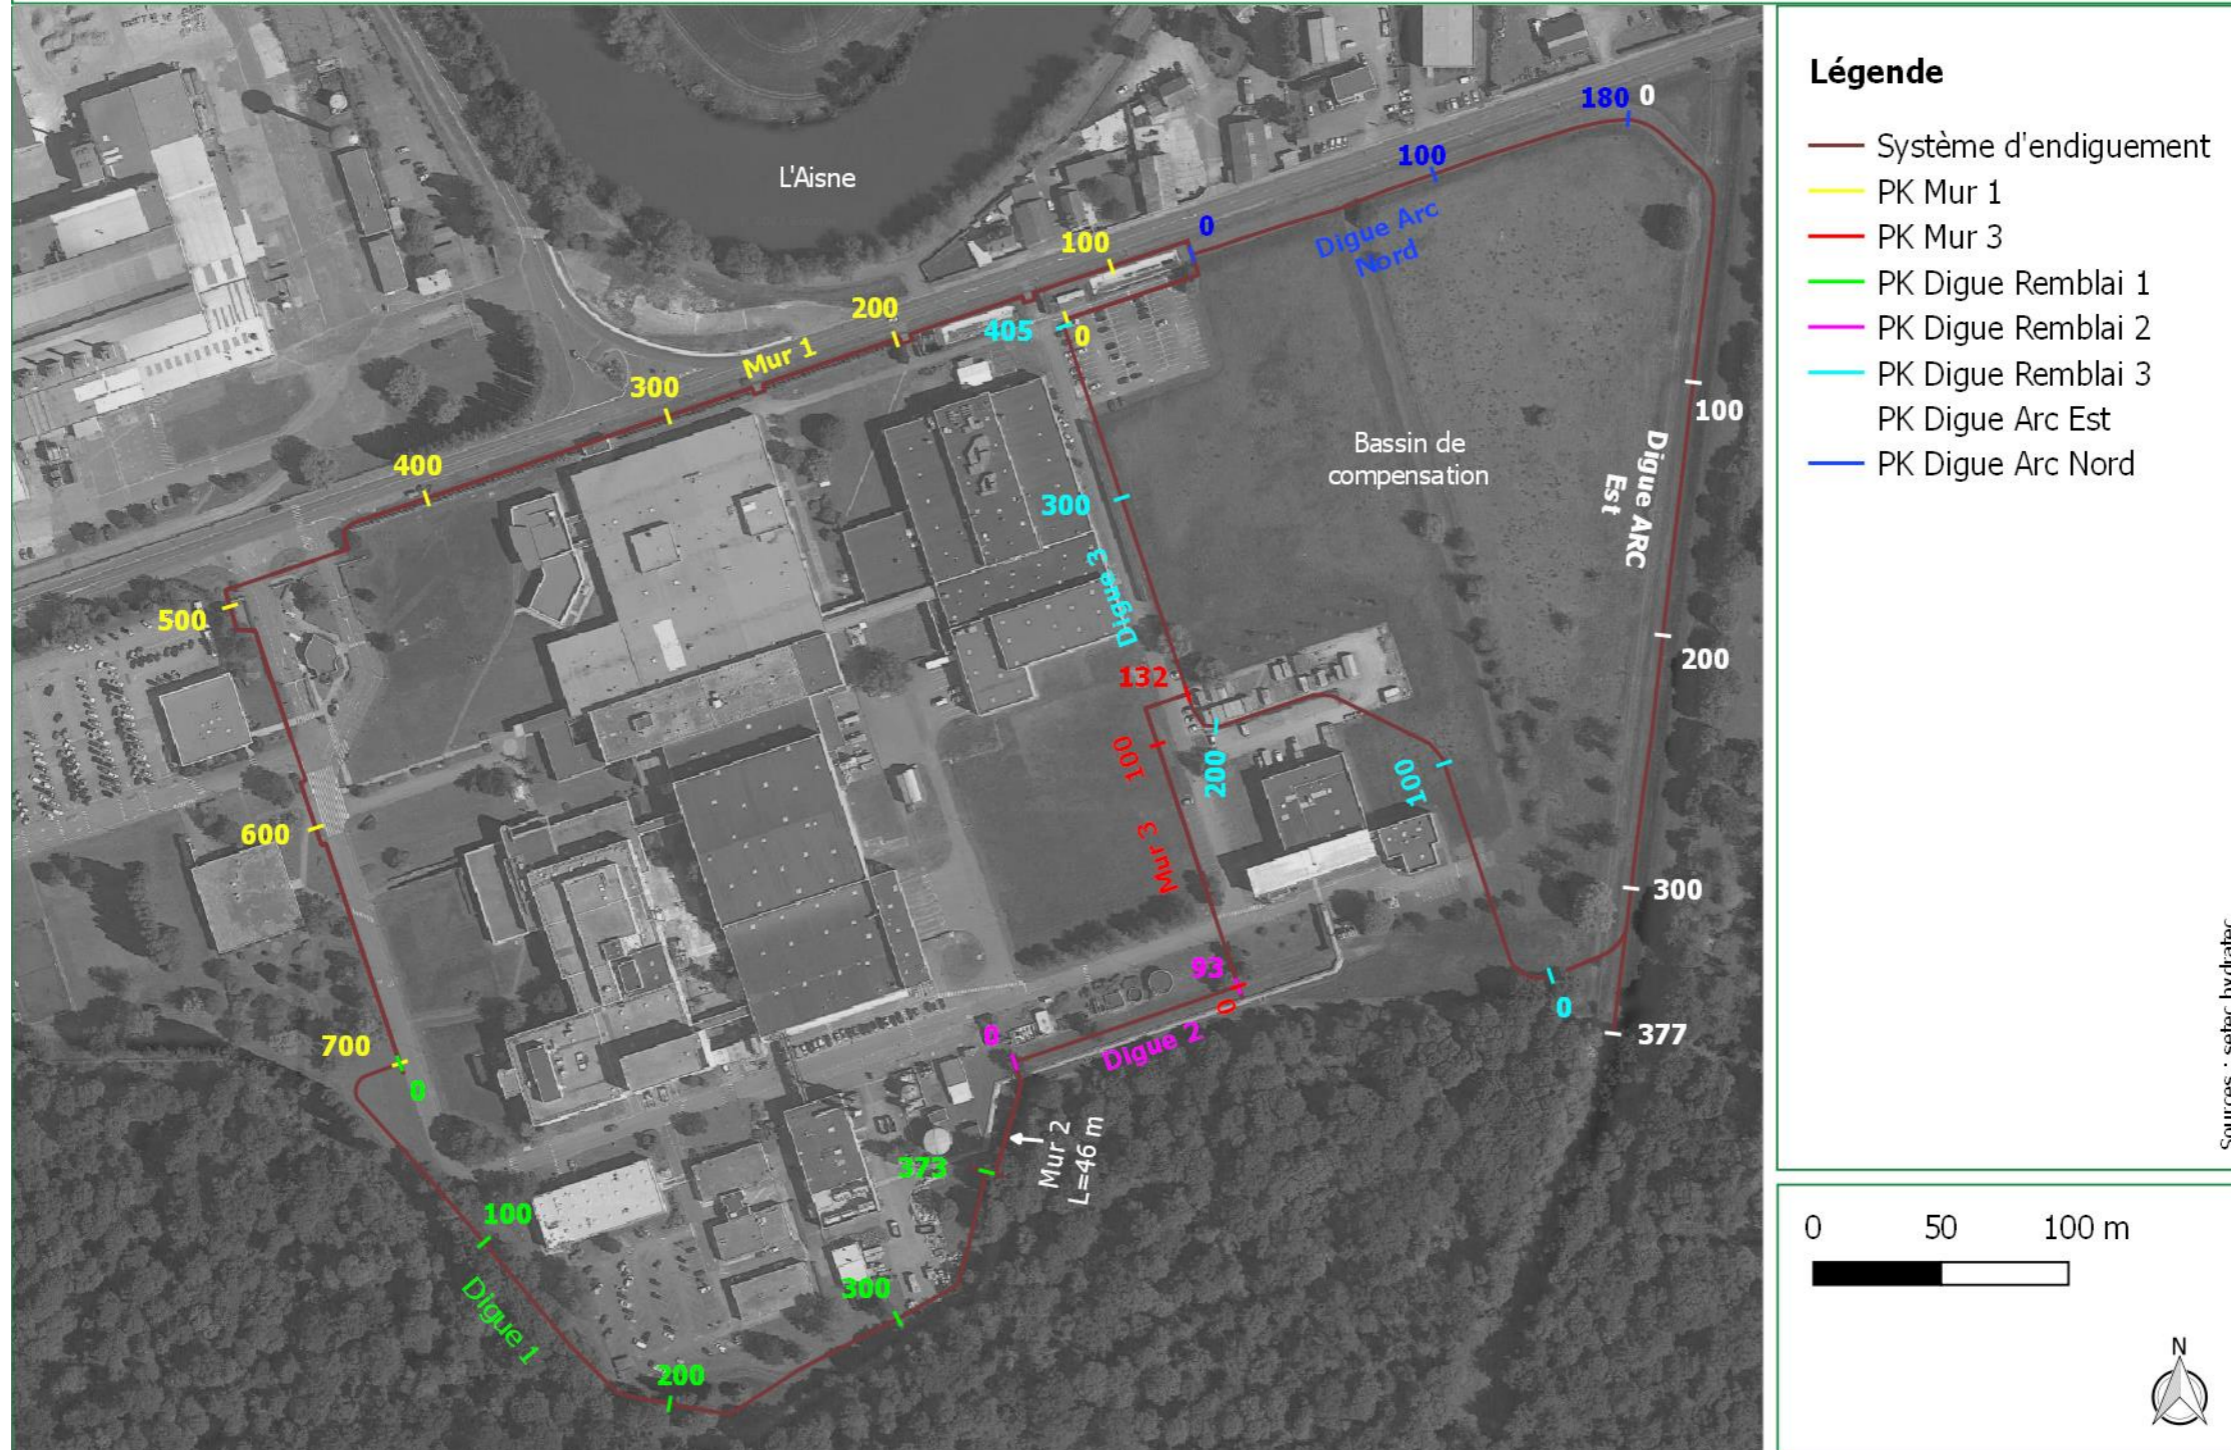 L'Aisne
180
0
100
0
Digue Arc
Nord
100
200
405
0
Mur 1
300
400
100
Bassin de
compensation
Digue ARC
Est
300
Digue 3
500
200
132
100
200
100
600
Mur 3
300
93
0
0
377
700
0
0
Digue 2
373
Mur 2
L=46 m
100
300
Digue 1
200
Légende
Système d'endiguement
PK Mur 1
PK Mur 3
PK Digue Remblai 1
PK Digue Remblai 2
PK Digue Remblai 3
PK Digue Arc Est
PK Digue Arc Nord
Sources : setec hydratec
0 50 100 m
N